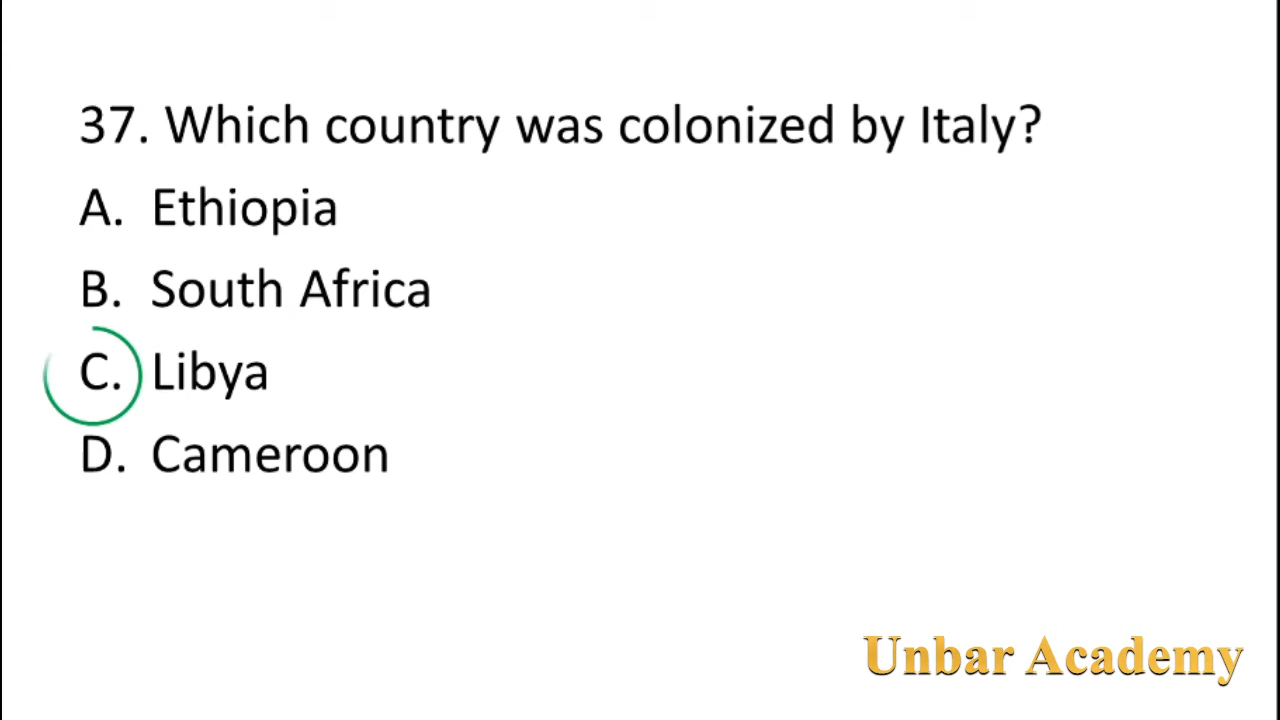 37. Which country was colonized by Italy?
A. Ethiopia
B. South Africa
C. Libya
D. Cameroon
Unbar Academy